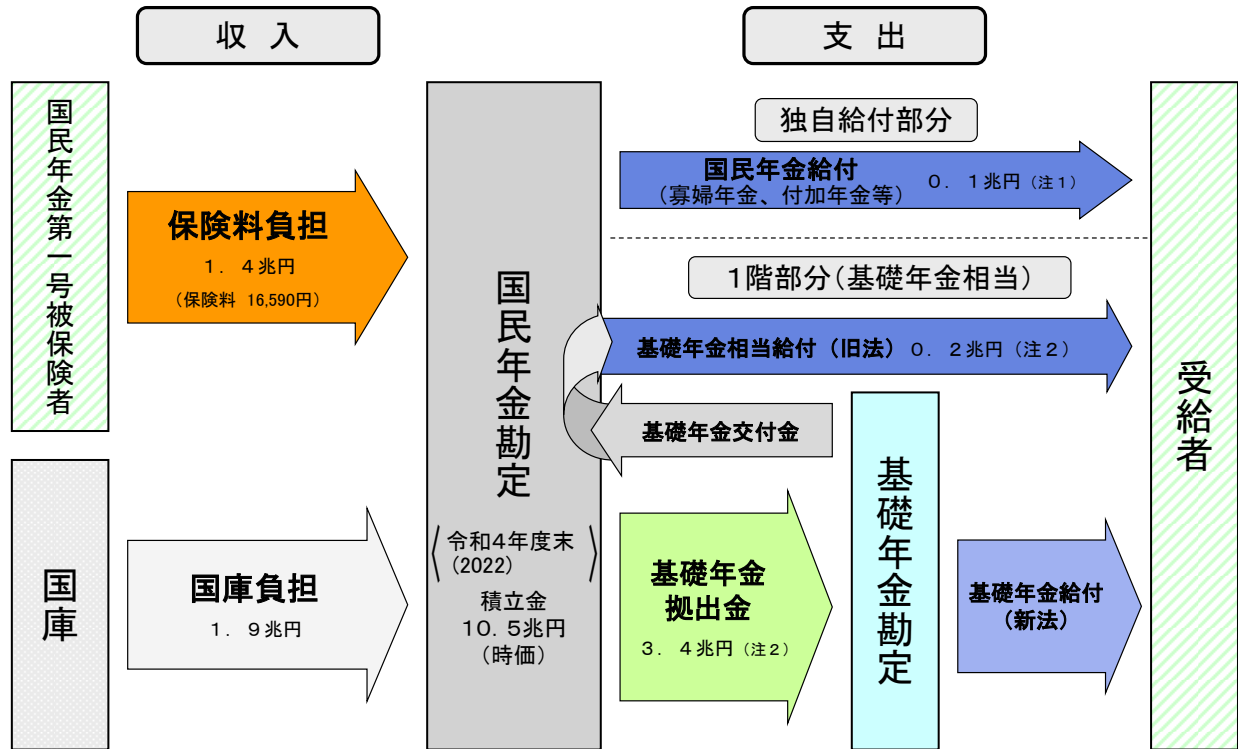 収 入
支 出
国民年金第一号被保険者
保険料負担
１．４兆円
（保険料 16,590円）
国庫
国庫負担
１．９兆円
国民年金勘定
令和4年度末
(2022)
積立金
10．5兆円
（時価）
独自給付部分
国民年金給付
（寡婦年金、付加年金等）
０．１兆円（注１）
１階部分（基礎年金相当）
基礎年金相当給付（旧法）０．２兆円（注２）
基礎年金交付金
基礎年金
拠出金
３．４兆円（注２）
基礎年金勘定
基礎年金給付
（新法）
受給者